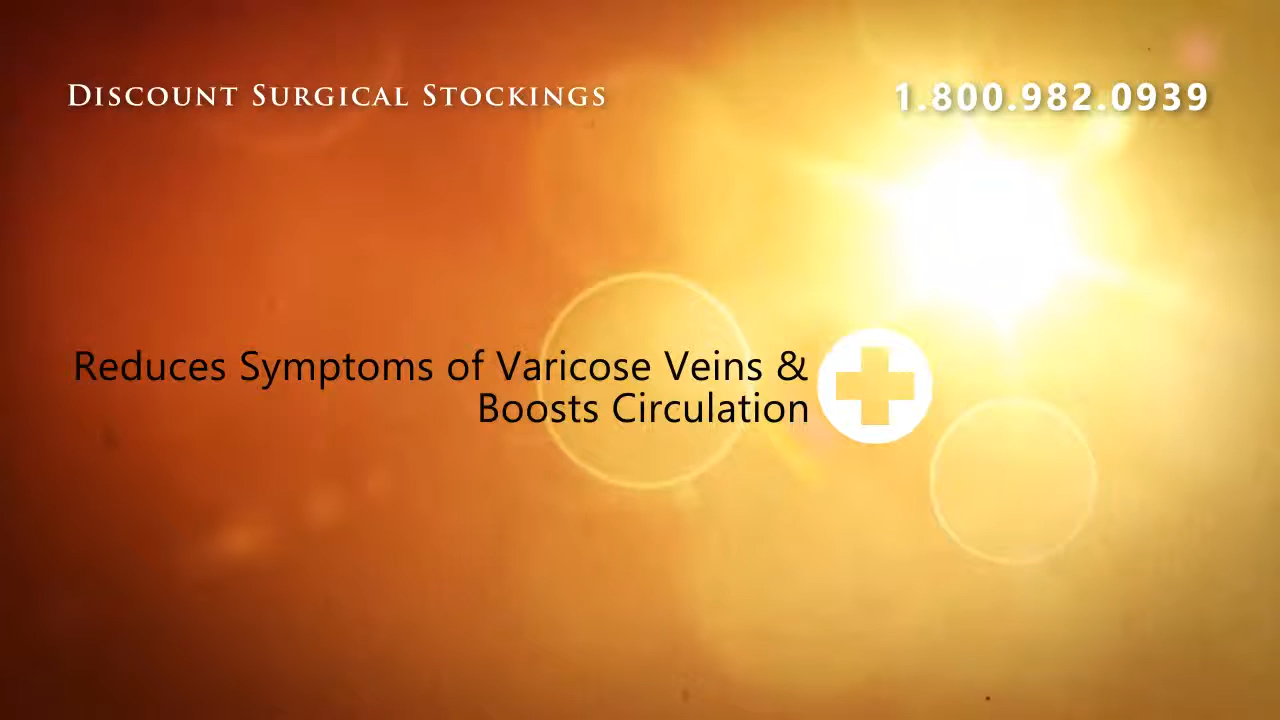 Discount Surgical Stockings
1.800.982.0939
Reduces Symptoms of Varicose Veins &
Boosts Circulation